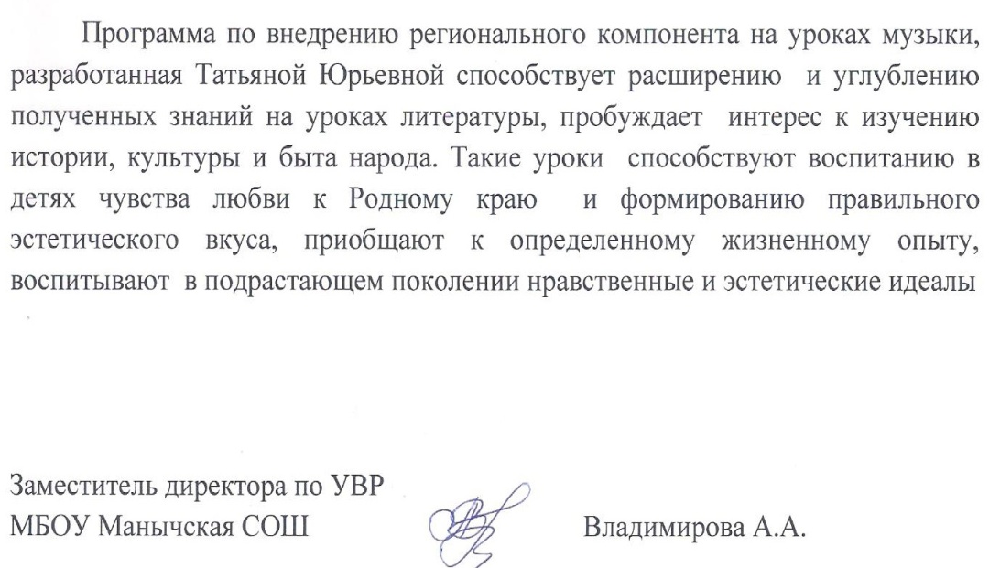 Программа по внедрению регионального компонента на уроках музыки,
разработанная Татьяной Юрьевной способствует расширению и углублению
полученных знаний на уроках литературы, пробуждает интерес к изучению
истории, культуры и быта народа. Такие уроки способствуют воспитанию в
детях чувства любви к Родному краю и формированию правильного
эстетического вкуса, приобщают к определенному жизненному опыту,
воспитывают в подрастающем поколении нравственные и эстетические идеалы
Заместитель директора по УВР
МБОУ Манычская СОШ Владимирова А.А.